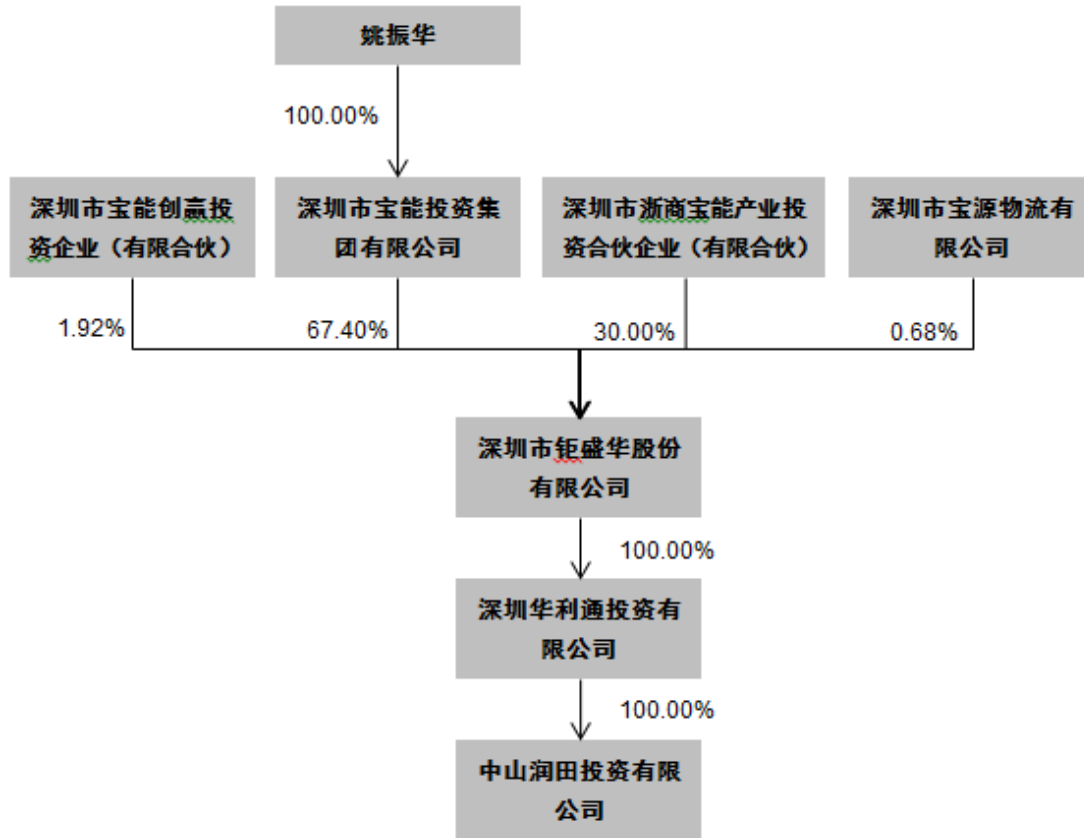 姚振华
100.00%
深圳市宝能创赢投
资企业（有限合伙）
深圳市宝能投资集
团有限公司
深圳市浙商宝能产业投
资合伙企业（有限合伙）
深圳市宝源物流有
限公司
1.92%
67.40%
30.00%
0.68%
深圳市钜盛华股份
有限公司
100.00%
深圳华利通投资有
限公司
100.00%
中山润田投资有限
公司